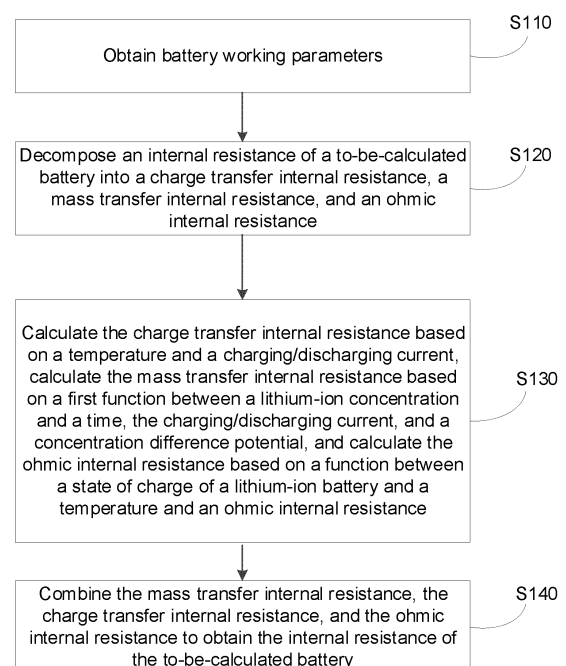 S110
Obtain battery working parameters
S120
Decompose an internal resistance of a to-be-calculated
battery into a charge transfer internal resistance, a
mass transfer internal resistance, and an ohmic
internal resistance
S130
Calculate the charge transfer internal resistance based
on a temperature and a charging/discharging current,
calculate the mass transfer internal resistance based
on a first function between a lithium-ion concentration
and a time, the charging/discharging current, and a
concentration difference potential, and calculate the
ohmic internal resistance based on a function between
a state of charge of a lithium-ion battery and a
temperature and an ohmic internal resistance
S140
Combine the mass transfer internal resistance, the
charge transfer internal resistance, and the ohmic
internal resistance to obtain the internal resistance of
the to-be-calculated battery